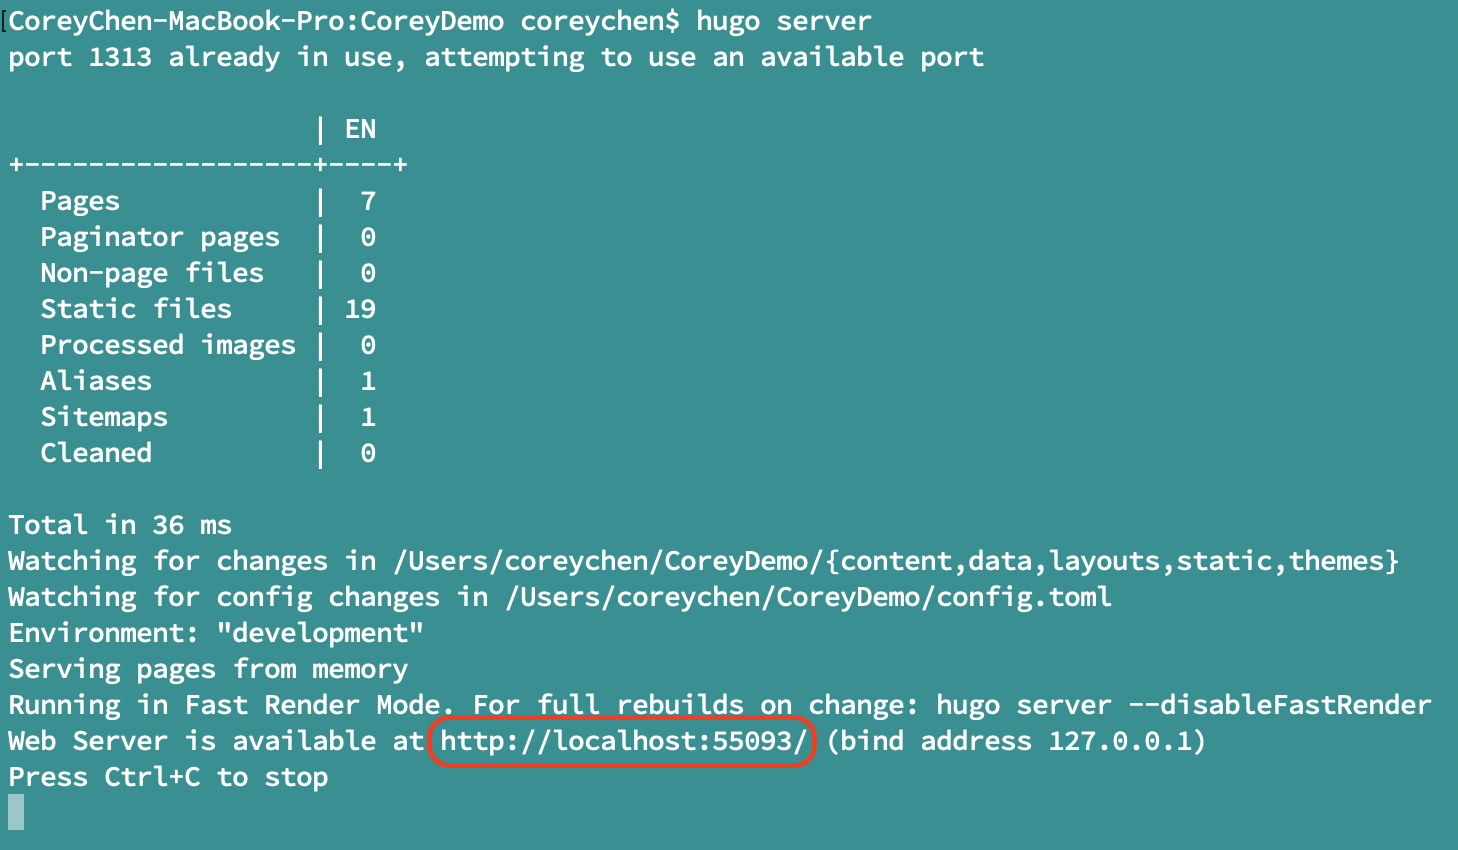 [CoreyChen-MacBook-Pro:CoreyDemo coreychen$ hugo server
port 1313 already in use, attempting to use an available port
                   | EN
+------------------+----+
  Pages            |  7
  Paginator pages  |  0
  Non-page files   |  0
  Static files     | 19
  Processed images |  0
  Aliases          |  1
  Sitemaps         |  1
  Cleaned          |  0
Total in 36 ms
Watching for changes in /Users/coreychen/CoreyDemo/{content,data,layouts,static,themes}
Watching for config changes in /Users/coreychen/CoreyDemo/config.toml
Environment: "development"
Serving pages from memory
Running in Fast Render Mode. For full rebuilds on change: hugo server --disableFastRender
Web Server is available at http://localhost:55093/ (bind address 127.0.0.1)
Press Ctrl+C to stop